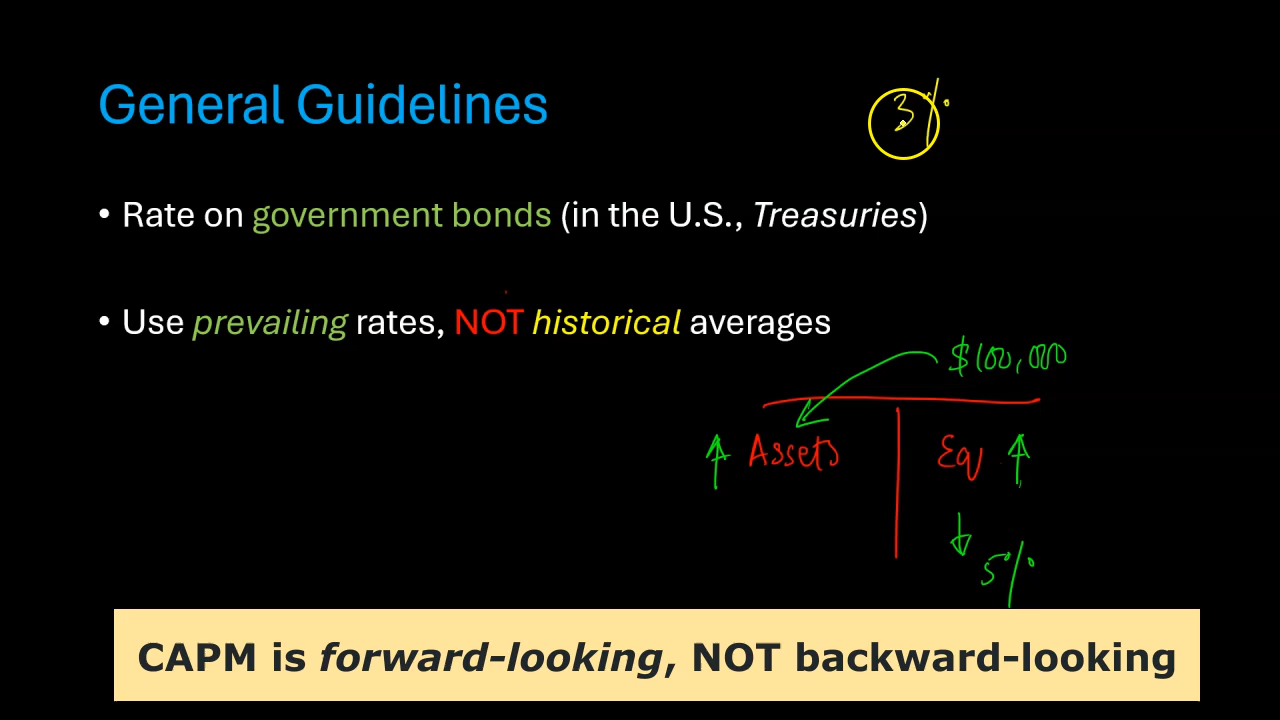 General Guidelines
3%
• Rate on government bonds (in the U.S., Treasuries)
• Use prevailing rates, NOT historical averages
$100,000
Assets Eq
5%
CAPM is forward-looking, NOT backward-looking